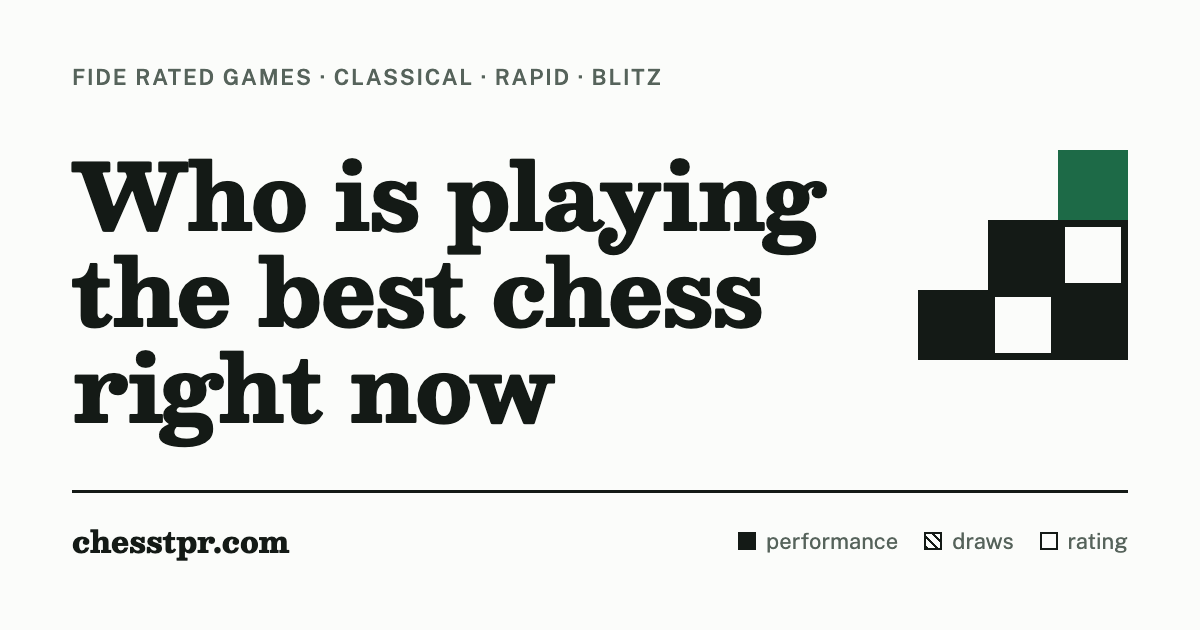 FIDE RATED GAMES · CLASSICAL · RAPID · BLITZ
Who is playing
the best chess
right now
chesstpr.com
performance draws rating